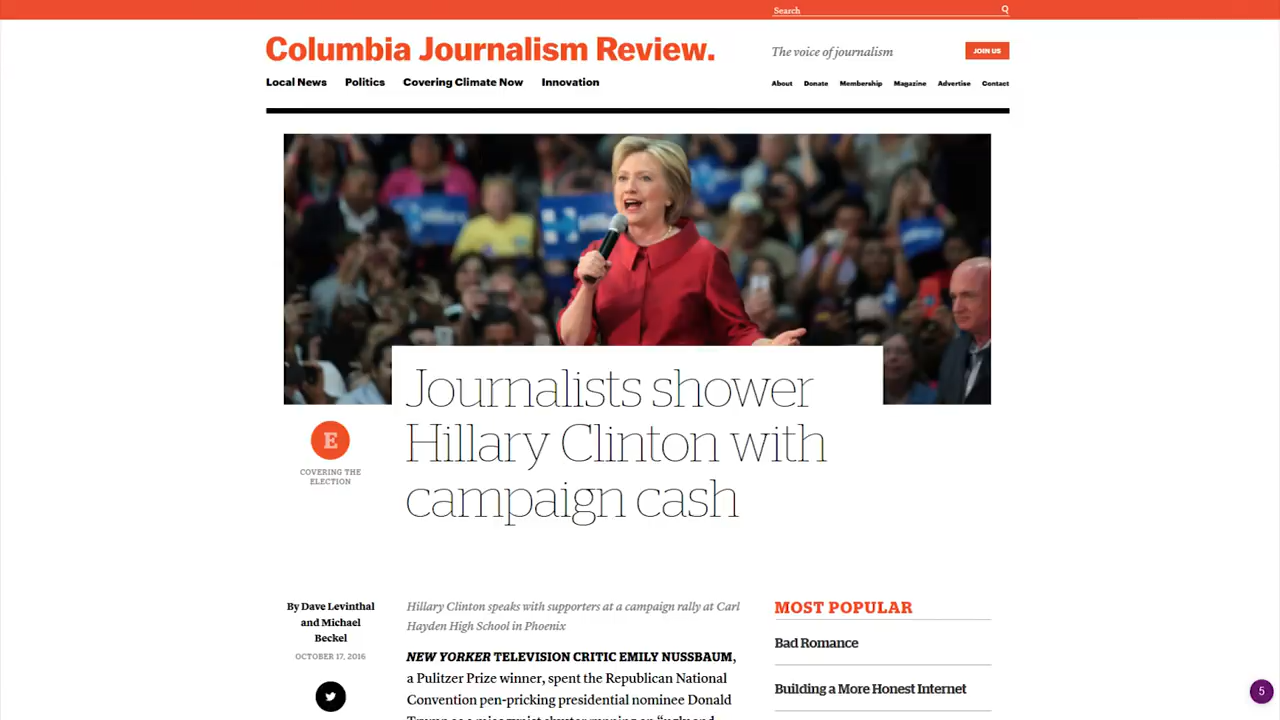 Search
Columbia Journalism Review.
The voice of journalism
JOIN US
Local News Politics Covering Climate Now Innovation
About Donate Membership Magazine Advertise Contact
Journalists shower
Hillary Clinton with
campaign cash
E
COVERING THE
ELECTION
By Dave Levinthal
and Michael
Beckel
OCTOBER 17, 2016
Hillary Clinton speaks with supporters at a campaign rally at Carl
Hayden High School in Phoenix
NEW YORKER TELEVISION CRITIC EMILY NUSSBAUM,
a Pulitzer Prize winner, spent the Republican National
Convention pen-pricking presidential nominee Donald
MOST POPULAR
Bad Romance
Building a More Honest Internet
5